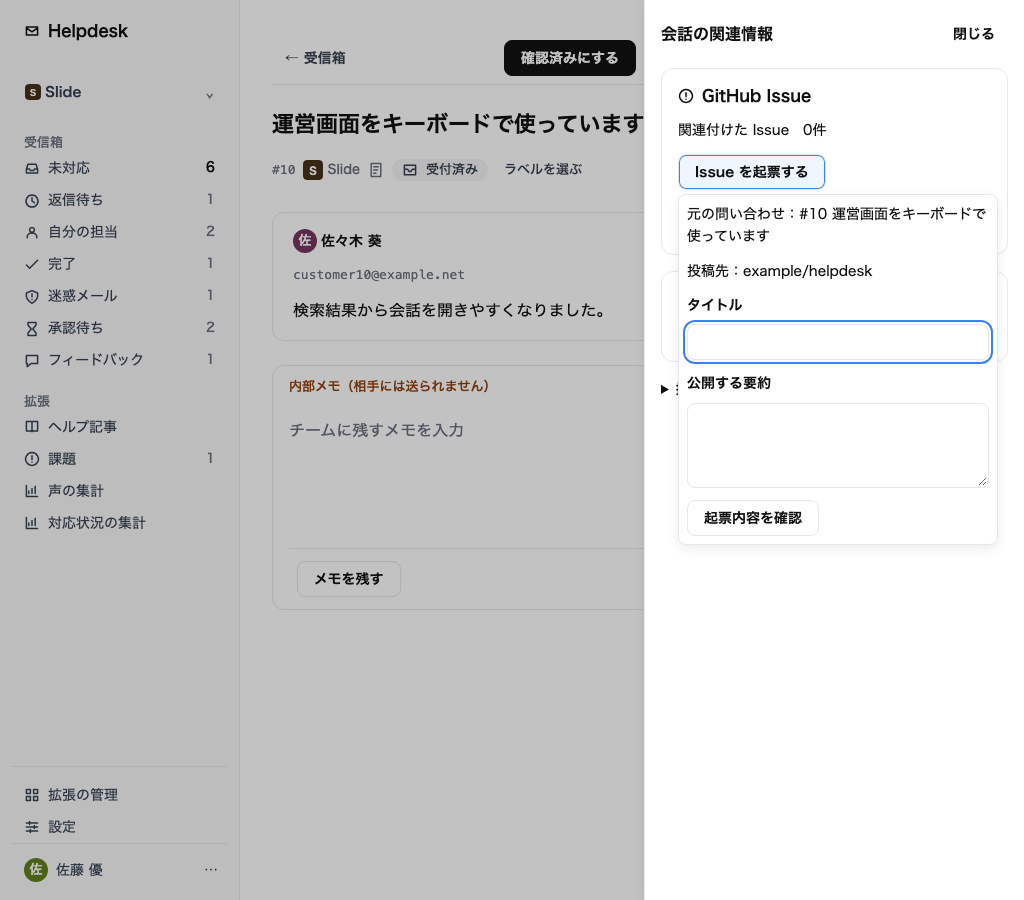 Helpdesk
S Slide
受信箱
未対応 6
返信待ち 1
自分の担当 2
完了 1
迷惑メール 1
承認待ち 2
フィードバック 1
拡張
ヘルプ記事
課題 1
声の集計
対応状況の集計
拡張の管理
設定
佐 佐藤 優 …
← 受信箱
確認済みにする
運営画面をキーボードで使っています
#10 S Slide 受付済み ラベルを選ぶ
佐 佐々木 葵
customer10@example.net
検索結果から会話を開きやすくなりました。
内部メモ（相手には送られません）
チームに残すメモを入力
メモを残す
会話の関連情報 閉じる
GitHub Issue
関連付けた Issue 0件
Issue を起票する
元の問い合わせ：#10 運営画面をキーボードで
使っています
投稿先：example/helpdesk
タイトル
公開する要約
起票内容を確認